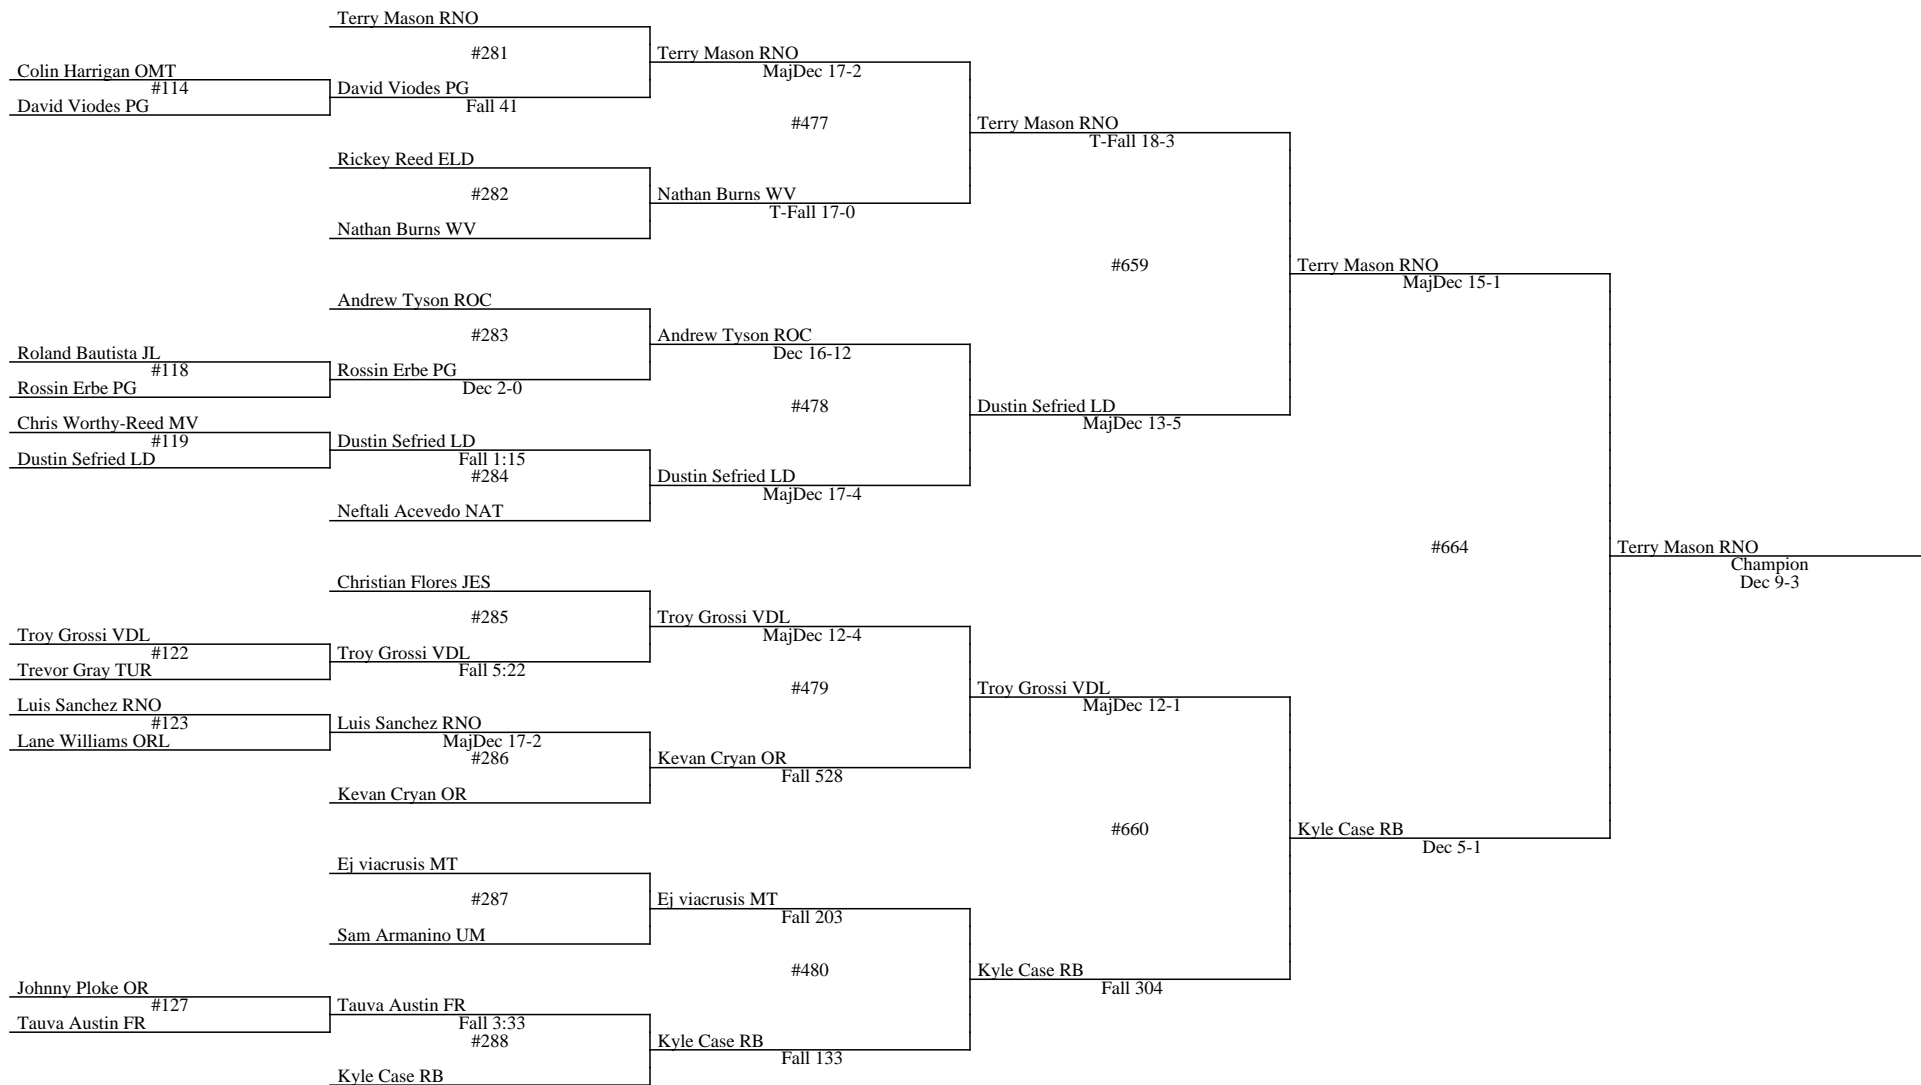 Terry Mason RNO
#281
Terry Mason RNO
MajDec 17-2
Colin Harrigan OMT
#114
David Viodes PG
David Viodes PG
Fall 41
#477
Terry Mason RNO
T-Fall 18-3
Rickey Reed ELD
#282
Nathan Burns WV
T-Fall 17-0
Nathan Burns WV
#659
Terry Mason RNO
MajDec 15-1
Andrew Tyson ROC
#283
Andrew Tyson ROC
Dec 16-12
Roland Bautista JL
#118
Rossin Erbe PG
Rossin Erbe PG
Dec 2-0
#478
Dustin Sefried LD
MajDec 13-5
Chris Worthy-Reed MV
#119
Dustin Sefried LD
Dustin Sefried LD
Fall 1:15
#284
Dustin Sefried LD
MajDec 17-4
Neftali Acevedo NAT
#664
Terry Mason RNO
Champion
Dec 9-3
Christian Flores JES
#285
Troy Grossi VDL
MajDec 12-4
Troy Grossi VDL
#122
Trevor Gray TUR
Troy Grossi VDL
Fall 5:22
#479
Troy Grossi VDL
MajDec 12-1
Luis Sanchez RNO
#123
Lane Williams ORL
Luis Sanchez RNO
MajDec 17-2
#286
Kevan Cryan OR
Fall 528
Kevan Cryan OR
#660
Kyle Case RB
Dec 5-1
Ej viacrusis MT
#287
Ej viacrusis MT
Fall 203
Sam Armanino UM
#480
Kyle Case RB
Fall 304
Johnny Ploke OR
#127
Tauva Austin FR
Tauva Austin FR
Fall 3:33
#288
Kyle Case RB
Fall 133
Kyle Case RB